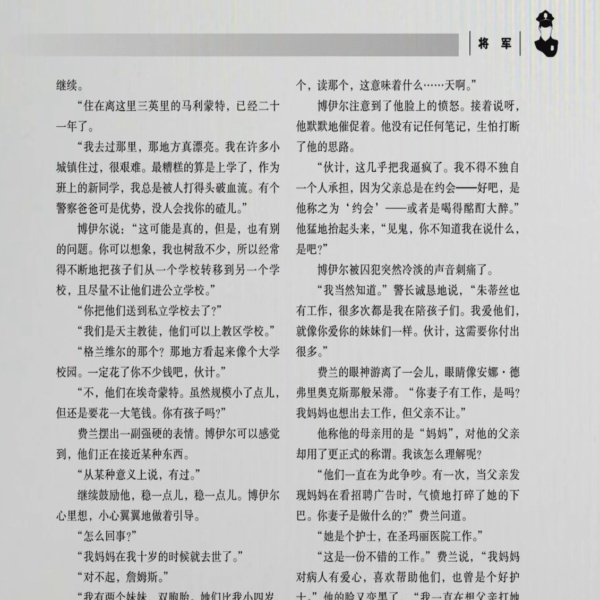 将 军
继续。
“住在离这里三英里的马利蒙特，已经二十
一年了。
“我去过那里，那地方真漂亮。我在许多小
城镇住过，很艰难。最糟糕的算是上学了，作为
班上的新同学，我总是被人打得头破血流。有个
警察爸爸可是优势，没人会找你的碴儿。”
博伊尔说：“这可能是真的，但是，也有别
的问题。你可以想象，我也树敌不少，所以经常
得不断地把孩子们从一个学校转移到另一个学
校，且尽量不让他们进公立学校。”
“你把他们送到私立学校去了？”
“我们是天主教徒，他们可以上教区学校。”
“格兰维尔的那个？那地方看起来像个大学
校园。一定花了你不少钱吧，伙计。”
“不，他们在埃奇蒙特。虽然规模小了点儿，
但还是要花一大笔钱。你有孩子吗？”
费兰摆出一副强硬的表情。博伊尔可以感觉
到，他们正在接近某种东西。
“从某种意义上说，有过。”
继续鼓励他，稳一点儿，稳一点儿。博伊尔
心里想，小心翼翼地做着引导。
“怎么回事？”
“我妈妈在我十岁的时候就去世了。”
“对不起，詹姆斯。”
“我有两个妹妹，双胞胎。她们比我小四岁，
个，读那个，这意味着什么……天啊。”
博伊尔注意到了他脸上的愤怒。接着说呀，
他默默地催促着。他没有记任何笔记，生怕打断
了他的思路。
“伙计，这几乎把我逼疯了。我不得不独自
一个人承担，因为父亲总是在约会——好吧，是
他称之为‘约会’——或者是喝得酩酊大醉。”
他猛地抬起头来，“见鬼，你不知道我在说什么，
是吧？”
博伊尔被囚犯突然冷淡的声音刺痛了。
“我当然知道。”警长诚恳地说，“朱蒂丝也
有工作，很多次都是我在陪孩子们。我爱他们，
就像你爱你的妹妹们一样。伙计，这需要你付出
很多。”
费兰的眼神游离了一会儿，眼睛像安娜·德
弗里奥克斯那般呆滞。“你妻子有工作，是吗？
我妈妈也想出去工作，但父亲不让。”
他称他的母亲用的是“妈妈”，对他的父亲
却用了更正式的称谓。我该怎么理解呢？
“他们一直在为此争吵。有一次，当父亲发
现妈妈在看招聘广告时，气愤地打碎了她的下
巴。你妻子是做什么的？”费兰问道。
“她是个护士，在圣玛丽医院工作。”
“这是一份不错的工作。”费兰说，“我妈妈
对病人有爱心，喜欢帮助他们，也曾是个好护
士。”他的脸又变黑了，“我一直在想父亲打她